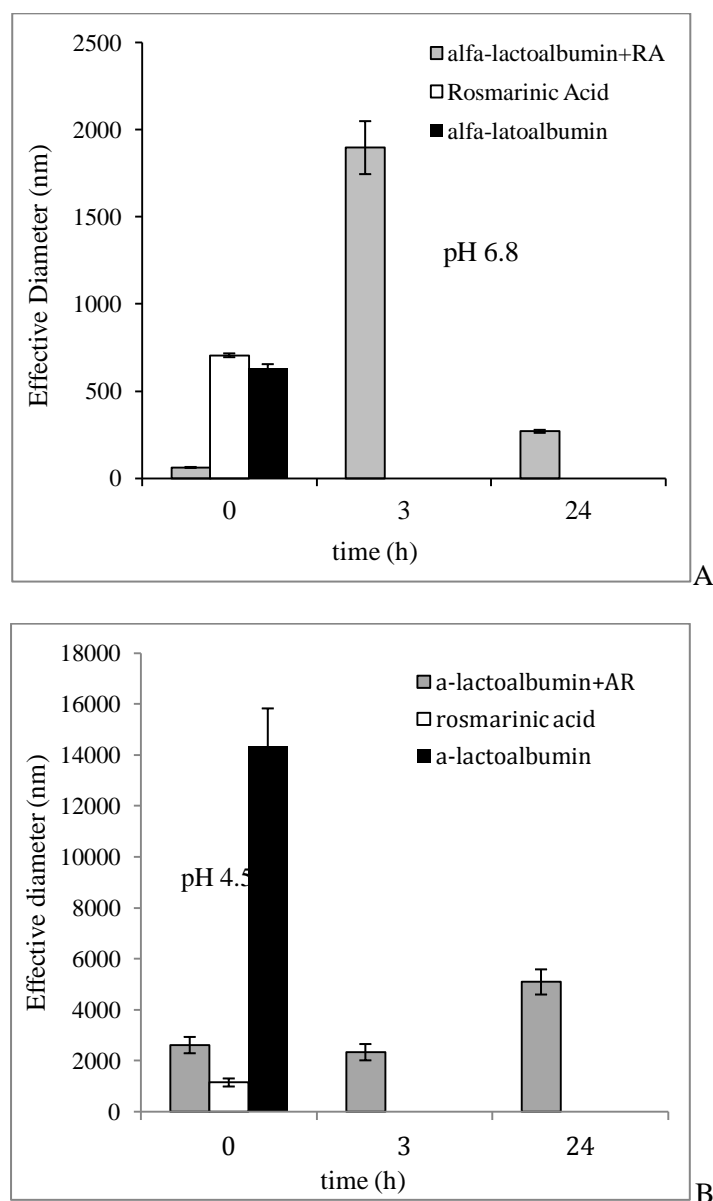 2500
2000
1500
1000
500
0
Effective Diameter (nm)
alfa-lactoalbumin+RA
Rosmarinic Acid
alfa-latoalbumin
pH 6.8
0 3 24
time (h)
A
18000
16000
14000
12000
10000
8000
6000
4000
2000
0
Effective diameter (nm)
a-lactoalbumin+AR
rosmarinic acid
a-lactoalbumin
pH 4.5
0 3 24
time (h)
B